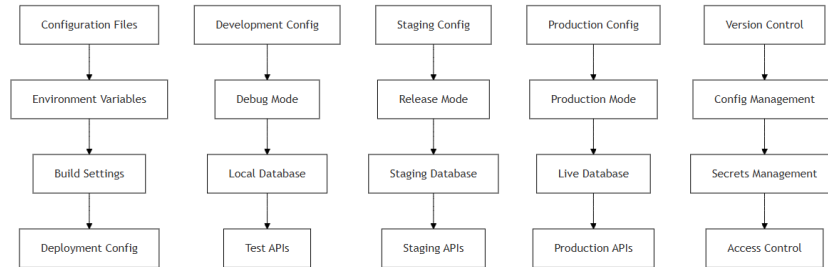 Configuration Files
Development Config
Staging Config
Production Config
Version Control
Environment Variables
Debug Mode
Release Mode
Production Mode
Config Management
Build Settings
Local Database
Staging Database
Live Database
Secrets Management
Deployment Config
Test APIs
Staging APIs
Production APIs
Access Control